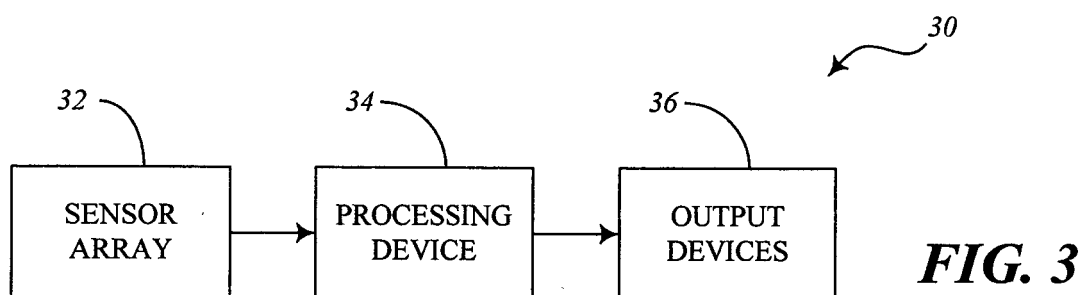 30
32
34
36
SENSOR
ARRAY
PROCESSING
DEVICE
OUTPUT
DEVICES
FIG. 3